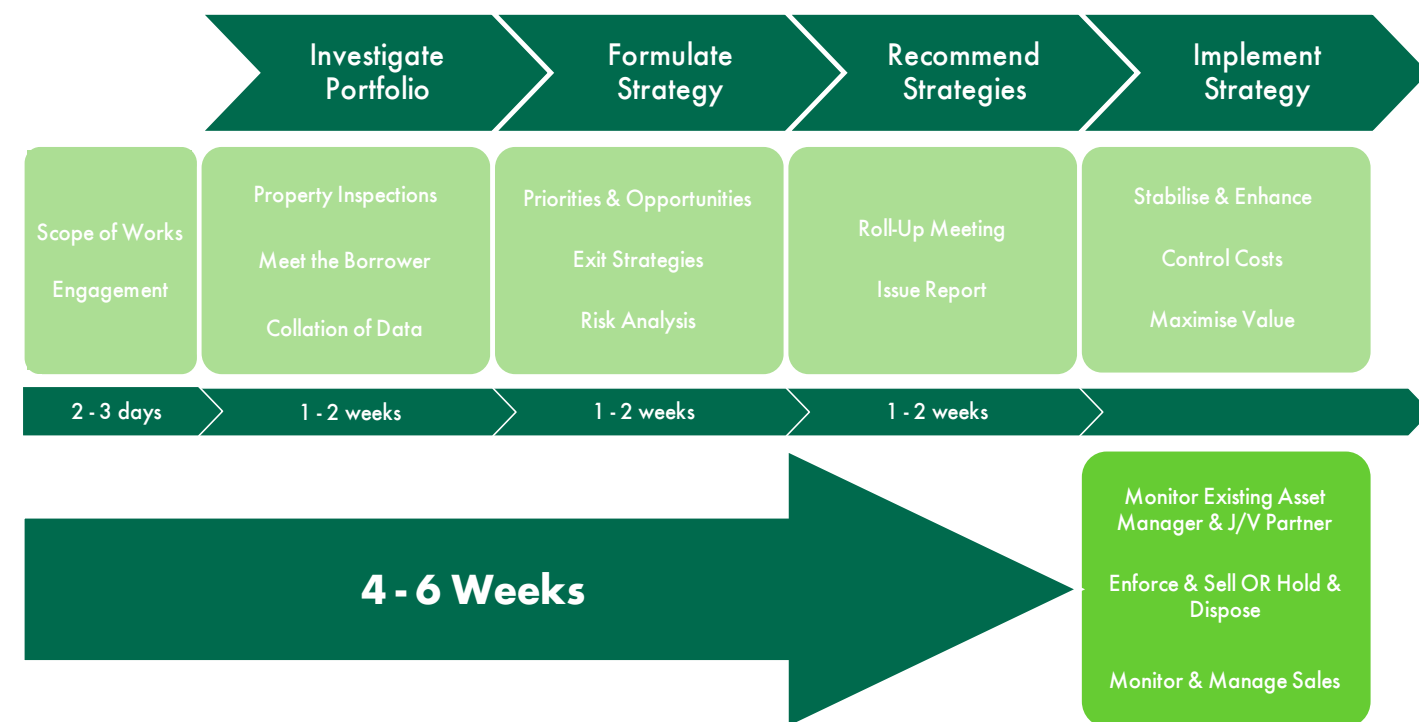 Investigate
Portfolio
Formulate
Strategy
Recommend
Strategies
Implement
Strategy
Scope of Works
Engagement
Property Inspections
Meet the Borrower
Collation of Data
Priorities & Opportunities
Exit Strategies
Risk Analysis
Roll-Up Meeting
Issue Report
Stabilise & Enhance
Control Costs
Maximise Value
2 - 3 days
1 - 2 weeks
1 - 2 weeks
1 - 2 weeks
4 - 6 Weeks
Monitor Existing Asset
Manager & J/V Partner
Enforce & Sell OR Hold &
Dispose
Monitor & Manage Sales